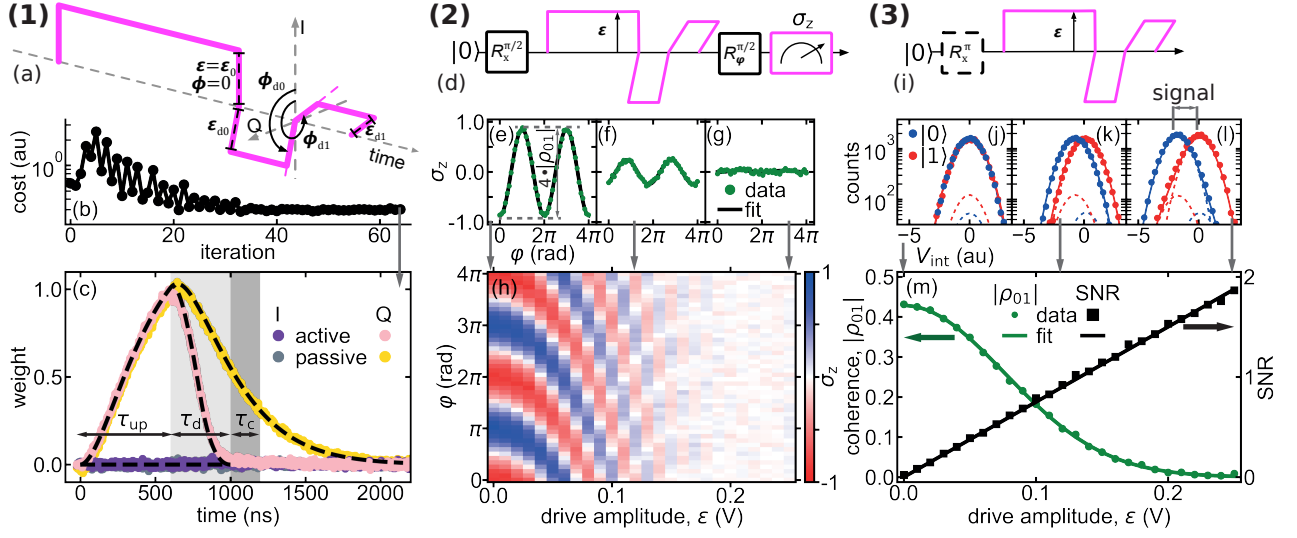 (1)
(a)
I
ε=ε0
ϕ=0
ϕd0
εd0
Q
ϕd1
εd1
time
cost (au)
10^0
(b)
0 20 40 60
iteration
(c)
1.0
0.5
0.0
weight
I Q
active
passive
τup τd τc
0 500 1000 1500 2000
time (ns)
(2)
(d)
|0⟩ R_x^{π/2} ε R_φ^{π/2} σz
(e) (f) (g)
1.0
0.0
-1.0
σz
4•|ρ01|
data
fit
0 2π 4π 0 2π 4π 0 2π 4π
φ (rad)
(h)
4π
3π
2π
π
0
φ (rad)
1
-1
σz
0.0 0.1 0.2
drive amplitude, ε (V)
(3)
(i)
|0⟩ R_x^π ε
signal
|0⟩ (j) (k) (l)
|1⟩
10^3
10^2
counts
−5 0 −5 0 −5 0
Vint (au)
(m)
|ρ01| SNR
data
fit
0.5
0.4
0.3
0.2
0.1
0.0
coherence, |ρ01|
2
1
0
SNR
0.0 0.1 0.2
drive amplitude, ε (V)